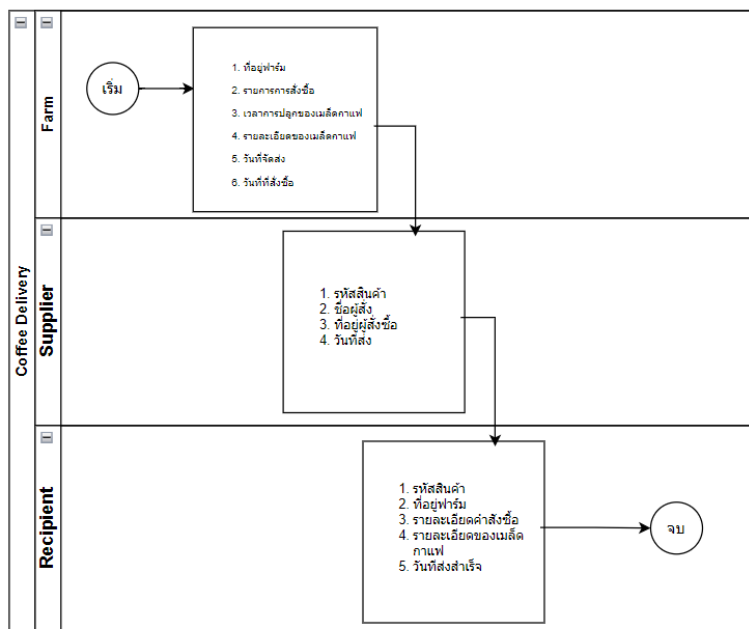 Coffee Delivery
Farm
เริ่ม
1. ที่อยู่ฟาร์ม
2. รายการการสั่งซื้อ
3. เวลาการปลูกของเมล็ดกาแฟ
4. รายละเอียดของเมล็ดกาแฟ
5. วันที่จัดส่ง
6. วันที่ที่สั่งซื้อ
Supplier
1. รหัสสินค้า
2. ชื่อผู้สั่ง
3. ที่อยู่ผู้สั่งซื้อ
4. วันที่ส่ง
Recipient
1. รหัสสินค้า
2. ที่อยู่ฟาร์ม
3. รายละเอียดคำสั่งซื้อ
4. รายละเอียดของเมล็ด
กาแฟ
5. วันที่ส่งสำเร็จ
จบ